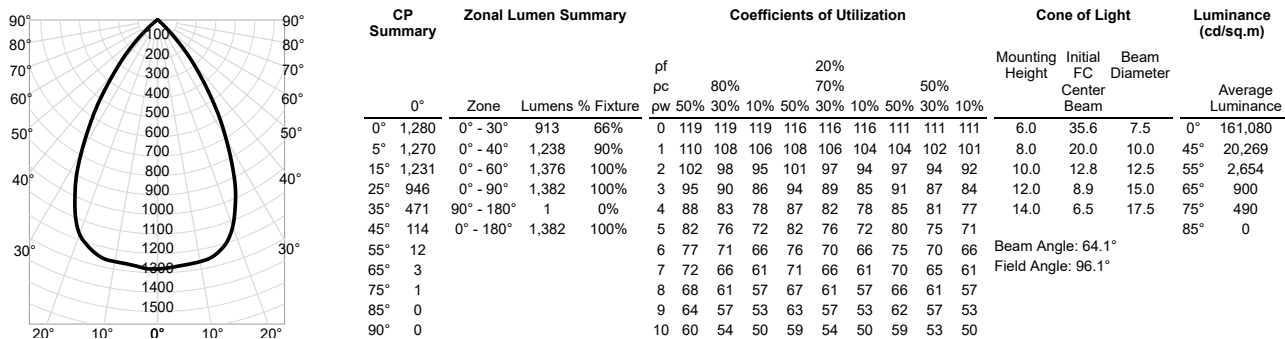 90° 90°
80° 80°
70° 70°
60° 60°
50° 50°
40° 40°
30° 30°
20° 10° 0° 10° 20°
100
200
300
400
500
600
700
800
900
1000
1100
1200
1300
1400
1500
CP Summary
0°
0° 1,280
5° 1,270
15° 1,231
25° 946
35° 471
45° 114
55° 12
65° 3
75° 1
85° 0
90° 0
Zonal Lumen Summary
Zone Lumens % Fixture
0° - 30° 913 66%
0° - 40° 1,238 90%
0° - 60° 1,376 100%
0° - 90° 1,382 100%
90° - 180° 1 0%
0° - 180° 1,382 100%
Coefficients of Utilization
ρf 20%
ρc 80% 70% 50%
ρw 50% 30% 10% 50% 30% 10% 50% 30% 10%
0 119 119 119 116 116 116 111 111 111
1 110 108 106 108 106 104 104 102 101
2 102 98 95 101 97 94 97 94 92
3 95 90 86 94 89 85 91 87 84
4 88 83 78 87 82 78 85 81 77
5 82 76 72 82 76 72 80 75 71
6 77 71 66 76 70 66 75 70 66
7 72 66 61 71 66 61 70 65 61
8 68 61 57 67 61 57 66 61 57
9 64 57 53 63 57 53 62 57 53
10 60 54 50 59 54 50 59 53 50
Cone of Light
Mounting Height Initial FC Center Beam Beam Diameter
6.0 35.6 7.5
8.0 20.0 10.0
10.0 12.8 12.5
12.0 8.9 15.0
14.0 6.5 17.5
Beam Angle: 64.1°
Field Angle: 96.1°
Luminance (cd/sq.m)
Average Luminance
0° 161,080
45° 20,269
55° 2,654
65° 900
75° 490
85° 0